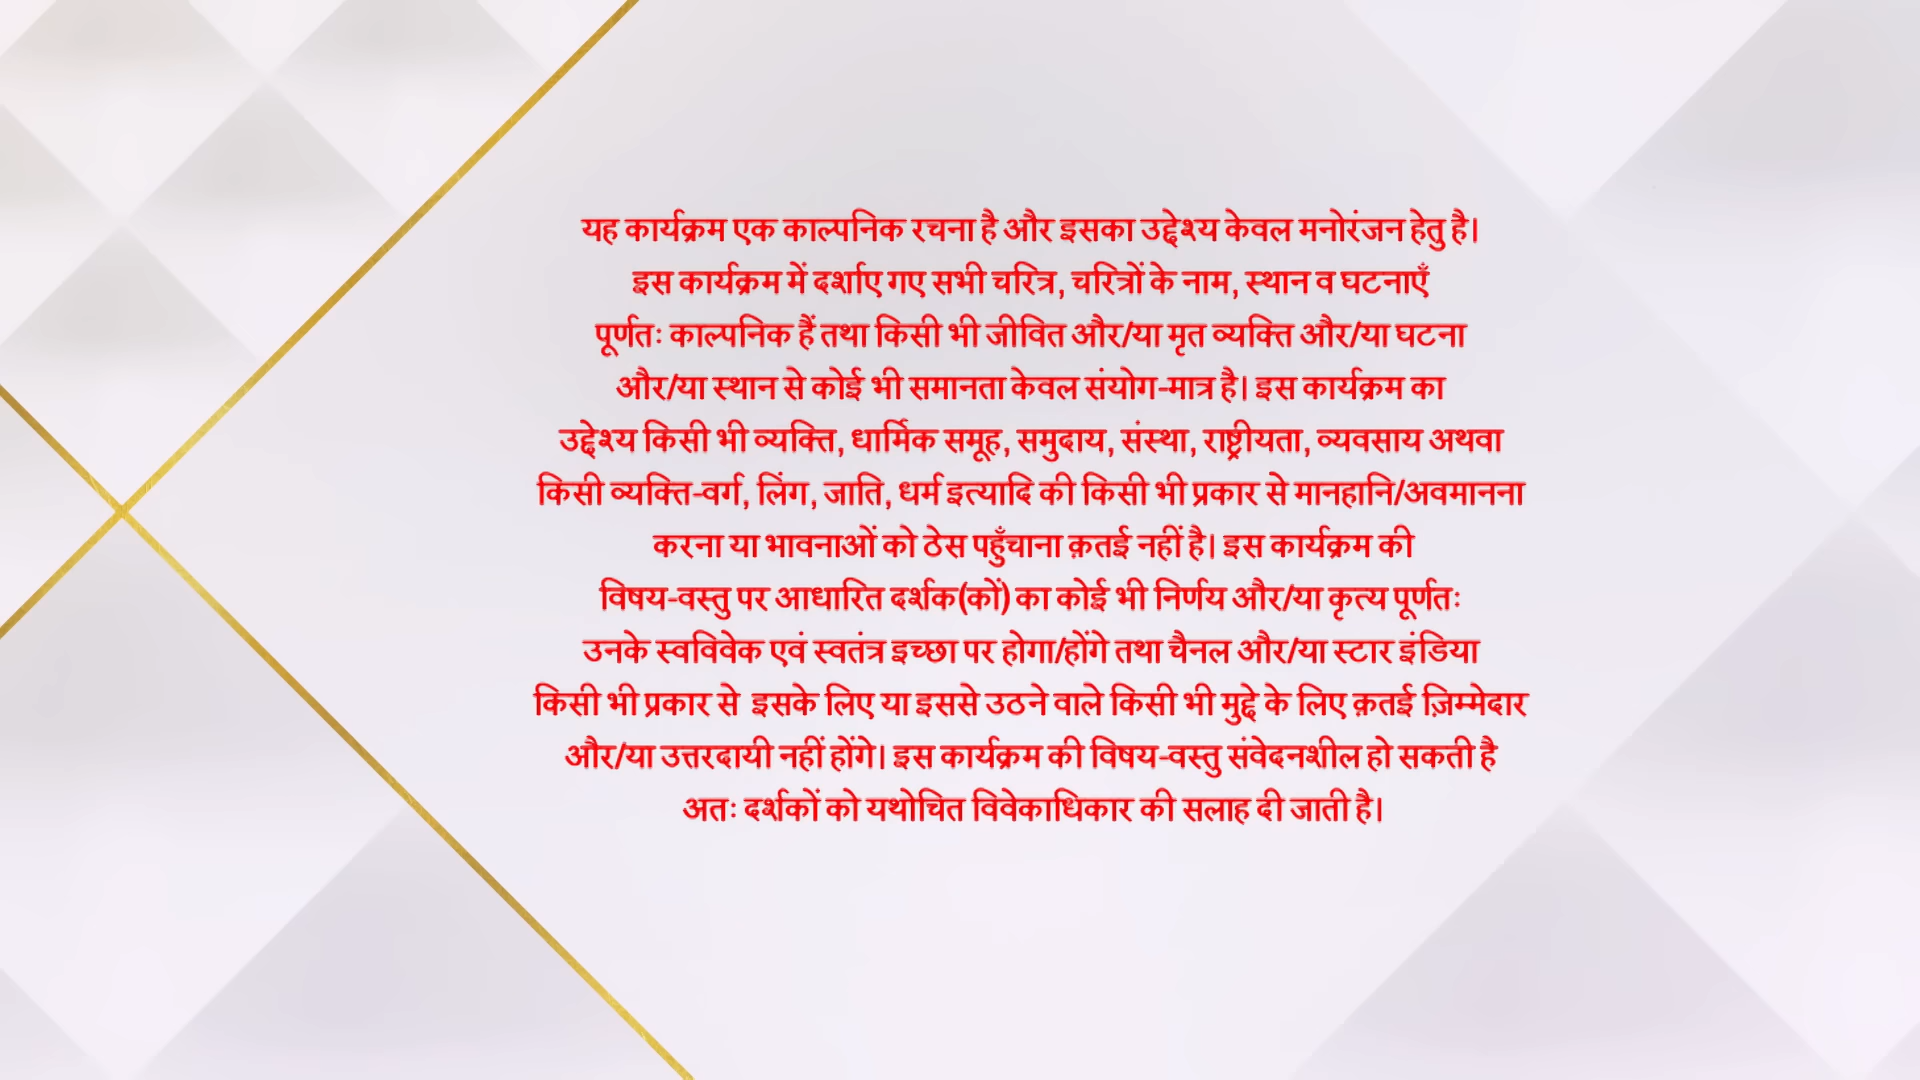 यह कार्यक्रम एक काल्पनिक रचना है और इसका उद्देश्य केवल मनोरंजन हेतु है।
इस कार्यक्रम में दर्शाए गए सभी चरित्र, चरित्रों के नाम, स्थान व घटनाएँ
पूर्णतः काल्पनिक हैं तथा किसी भी जीवित और/या मृत व्यक्ति और/या घटना
और/या स्थान से कोई भी समानता केवल संयोग-मात्र है। इस कार्यक्रम का
उद्देश्य किसी भी व्यक्ति, धार्मिक समूह, समुदाय, संस्था, राष्ट्रीयता, व्यवसाय अथवा
किसी व्यक्ति-वर्ग, लिंग, जाति, धर्म इत्यादि की किसी भी प्रकार से मानहानि/अवमानना
करना या भावनाओं को ठेस पहुँचाना क़तई नहीं है। इस कार्यक्रम की
विषय-वस्तु पर आधारित दर्शक(कों) का कोई भी निर्णय और/या कृत्य पूर्णतः
उनके स्वविवेक एवं स्वतंत्र इच्छा पर होगा/होंगे तथा चैनल और/या स्टार इंडिया
किसी भी प्रकार से इसके लिए या इससे उठने वाले किसी भी मुद्दे के लिए क़तई ज़िम्मेदार
और/या उत्तरदायी नहीं होंगे। इस कार्यक्रम की विषय-वस्तु संवेदनशील हो सकती है
अतः दर्शकों को यथोचित विवेकाधिकार की सलाह दी जाती है।